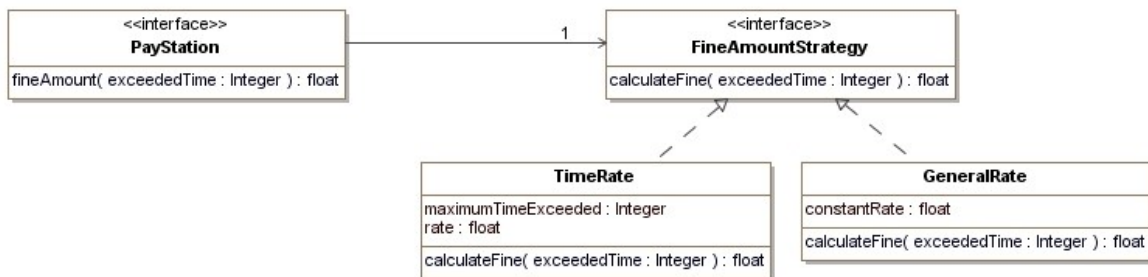 <<interface>>
PayStation
fineAmount( exceededTime : Integer ) : float
1
<<interface>>
FineAmountStrategy
calculateFine( exceededTime : Integer ) : float
TimeRate
maximumTimeExceeded : Integer
rate : float
calculateFine( exceededTime : Integer ) : float
GeneralRate
constantRate : float
calculateFine( exceededTime : Integer ) : float